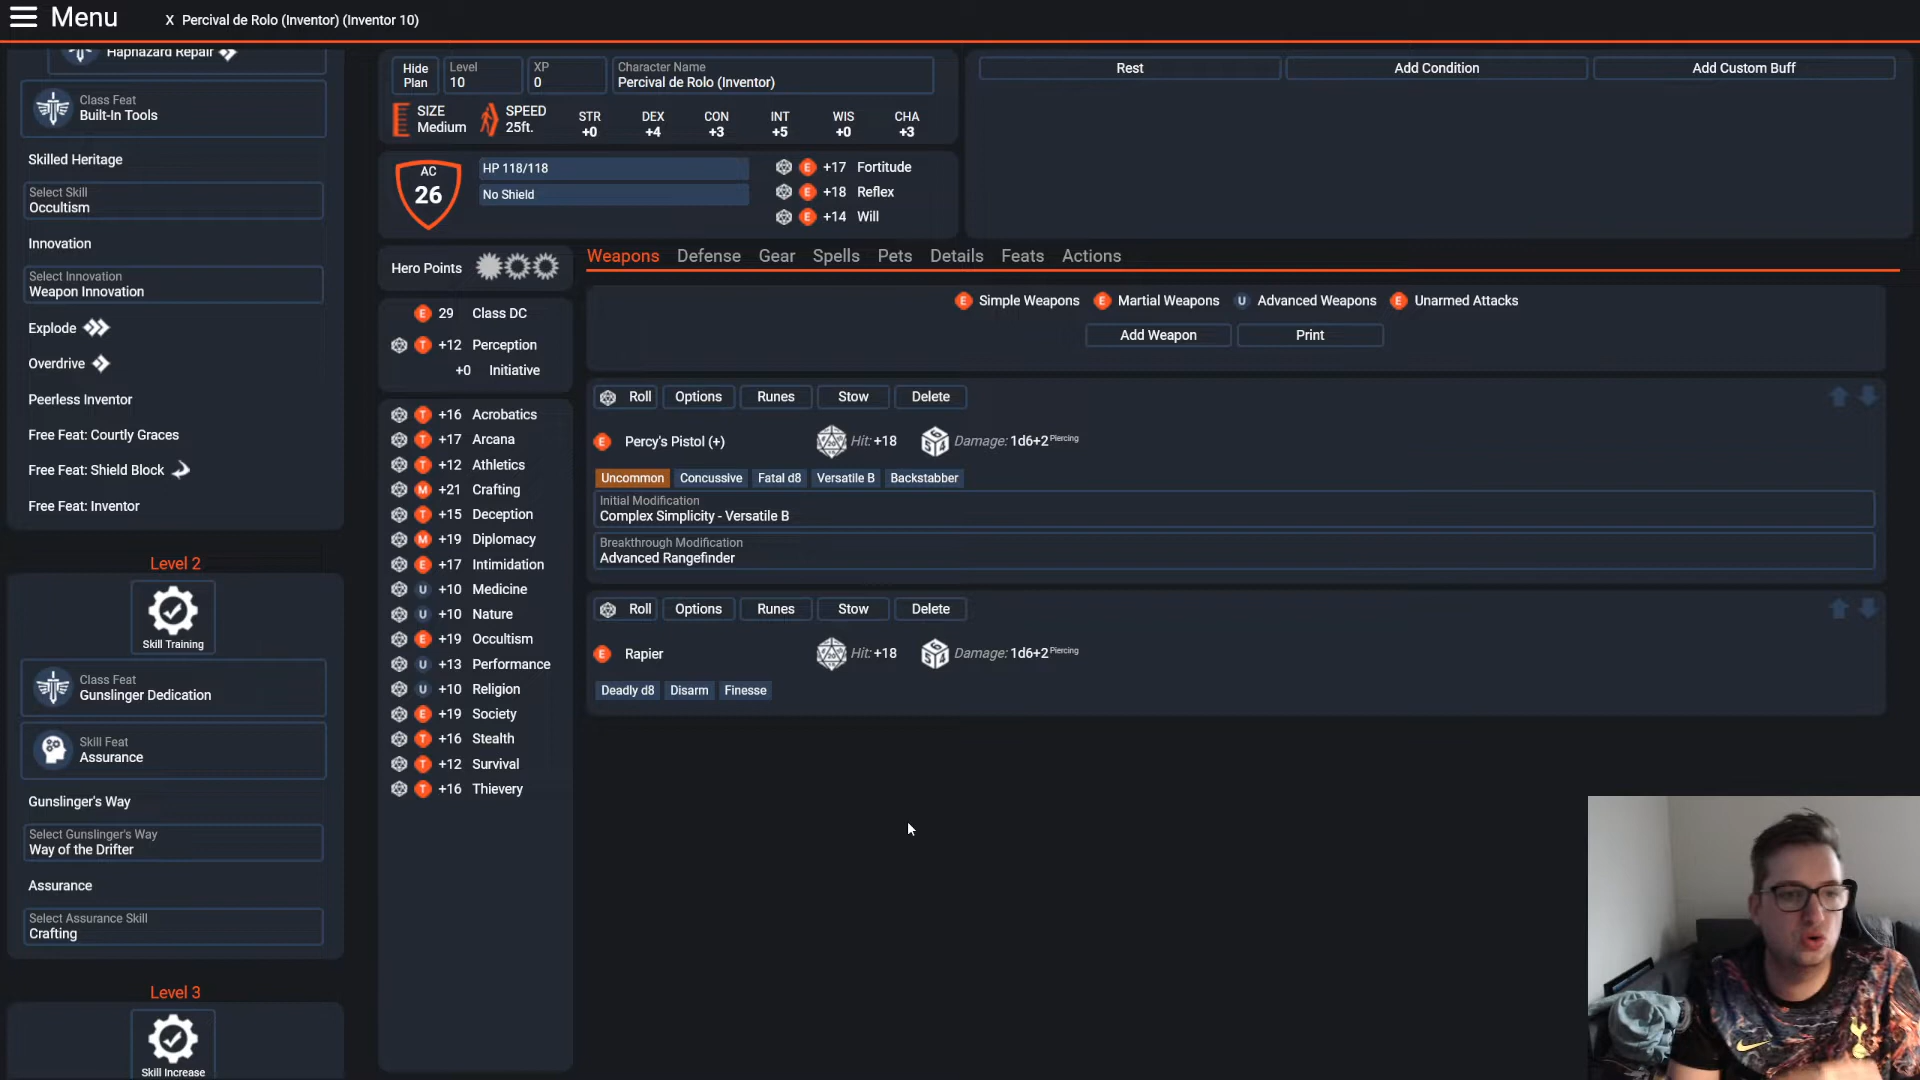 Menu
X Percival de Rolo (Inventor) (Inventor 10)
Haphazard Repair
Class Feat
Built-In Tools
Skilled Heritage
Select Skill
Occultism
Innovation
Select Innovation
Weapon Innovation
Explode
Overdrive
Peerless Inventor
Free Feat: Courtly Graces
Free Feat: Shield Block
Free Feat: Inventor
Level 2
Skill Training
Class Feat
Gunslinger Dedication
Skill Feat
Assurance
Gunslinger's Way
Select Gunslinger's Way
Way of the Drifter
Assurance
Select Assurance Skill
Crafting
Level 3
Skill Increase
Hide Plan
Level
10
XP
0
Character Name
Percival de Rolo (Inventor)
SIZE
Medium
SPEED
25ft.
STR DEX CON INT WIS CHA
+0 +4 +3 +5 +0 +3
AC
26
HP 118/118
No Shield
E +17 Fortitude
E +18 Reflex
E +14 Will
Rest
Add Condition
Add Custom Buff
Hero Points
E 29 Class DC
T +12 Perception
+0 Initiative
T +16 Acrobatics
T +17 Arcana
T +12 Athletics
M +21 Crafting
T +15 Deception
M +19 Diplomacy
E +17 Intimidation
U +10 Medicine
U +10 Nature
E +19 Occultism
U +13 Performance
U +10 Religion
E +19 Society
T +16 Stealth
T +12 Survival
T +16 Thievery
Weapons Defense Gear Spells Pets Details Feats Actions
E Simple Weapons E Martial Weapons U Advanced Weapons E Unarmed Attacks
Add Weapon Print
Roll Options Runes Stow Delete
E Percy's Pistol (+) Hit: +18 Damage: 1d6+2 Piercing
Uncommon Concussive Fatal d8 Versatile B Backstabber
Initial Modification
Complex Simplicity - Versatile B
Breakthrough Modification
Advanced Rangefinder
Roll Options Runes Stow Delete
E Rapier Hit: +18 Damage: 1d6+2 Piercing
Deadly d8 Disarm Finesse